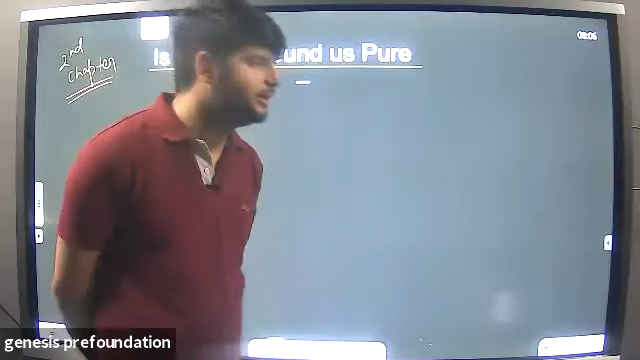 2nd
Chapter
Is und us Pure
08:06
genesis prefoundation